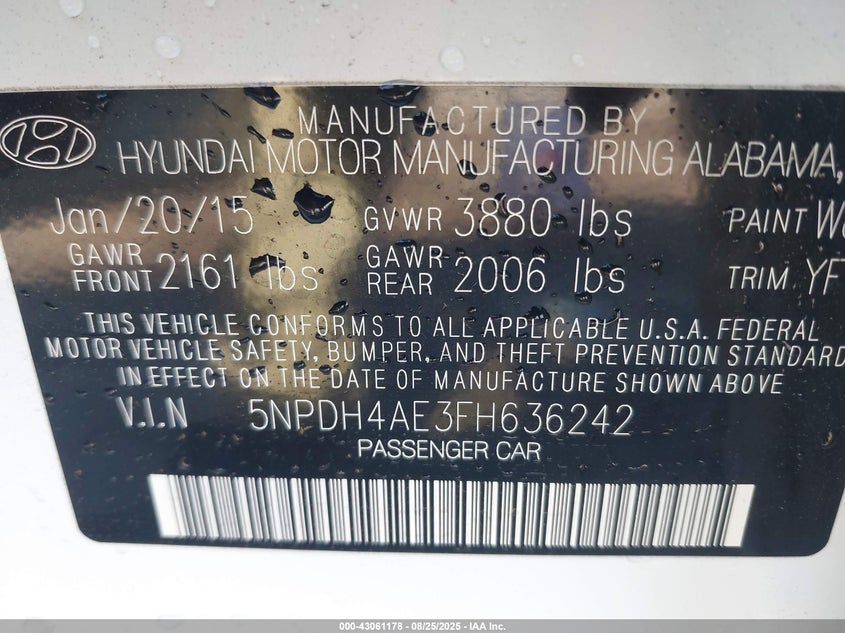 MANUFACTURED BY
HYUNDAI MOTOR MANUFACTURING ALABAMA,
Jan/20/15 GVWR 3880 lbs PAINT
GAWR FRONT 2161 lbs GAWR REAR 2006 lbs TRIM YF
THIS VEHICLE CONFORMS TO ALL APPLICABLE U.S.A. FEDERAL
MOTOR VEHICLE SAFETY, BUMPER, AND THEFT PREVENTION STANDARD
IN EFFECT ON THE DATE OF MANUFACTURE SHOWN ABOVE
V.I.N 5NPDH4AE3FH636242
PASSENGER CAR
000-43061178 - 08/25/2025 - IAA Inc.